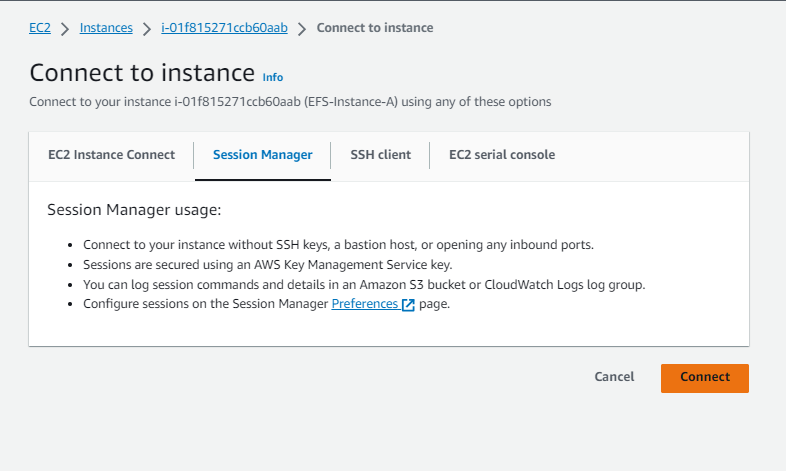 EC2 > Instances > i-01f815271ccb60aab > Connect to instance
Connect to instance Info
Connect to your instance i-01f815271ccb60aab (EFS-Instance-A) using any of these options
EC2 Instance Connect Session Manager SSH client EC2 serial console
Session Manager usage:
• Connect to your instance without SSH keys, a bastion host, or opening any inbound ports.
• Sessions are secured using an AWS Key Management Service key.
• You can log session commands and details in an Amazon S3 bucket or CloudWatch Logs log group.
• Configure sessions on the Session Manager Preferences page.
Cancel Connect